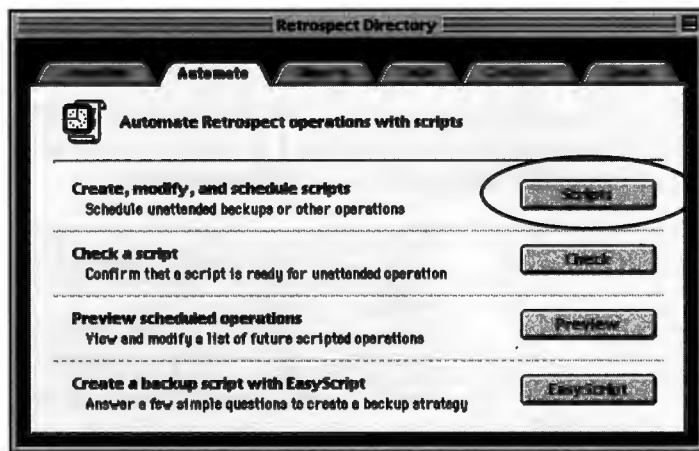 Retrospect Directory
Automate
Automate Retrospect operations with scripts
Create, modify, and schedule scripts
Schedule unattended backups or other operations
Scripts
Check a script
Confirm that a script is ready for unattended operation
Check
Preview scheduled operations
View and modify a list of future scripted operations
Preview
Create a backup script with EasyScript
Answer a few simple questions to create a backup strategy
EasyScript